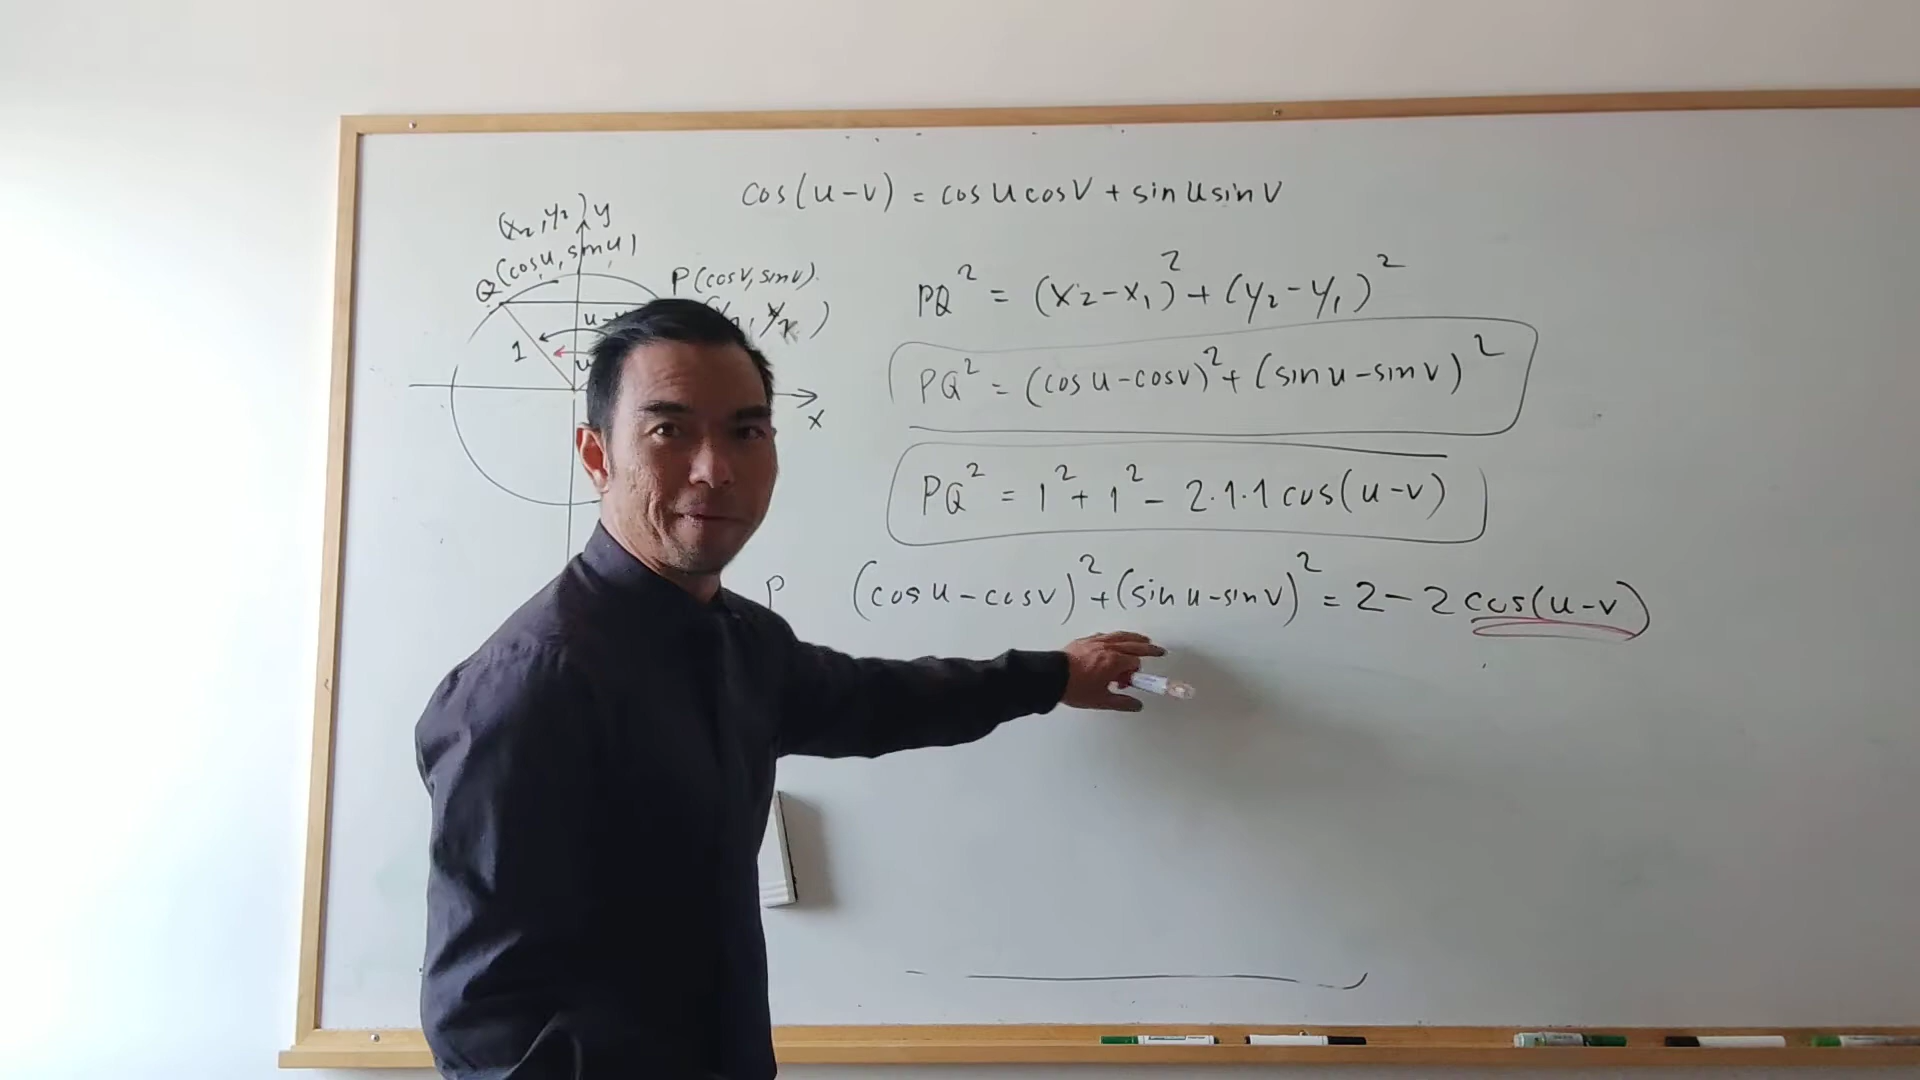 cos(u-v) = cos u cos v + sin u sin v
(x₂, y₂) y
Q(cos u, sin u)
P(cos v, sin v).
1
u
x
PQ² = (x₂-x₁)² + (y₂-y₁)²
PQ² = (cos u - cos v)² + (sin u - sin v)²
PQ² = 1² + 1² - 2·1·1 cos(u-v)
P
(cos u - cos v)² + (sin u - sin v)² = 2 - 2 cos(u-v)